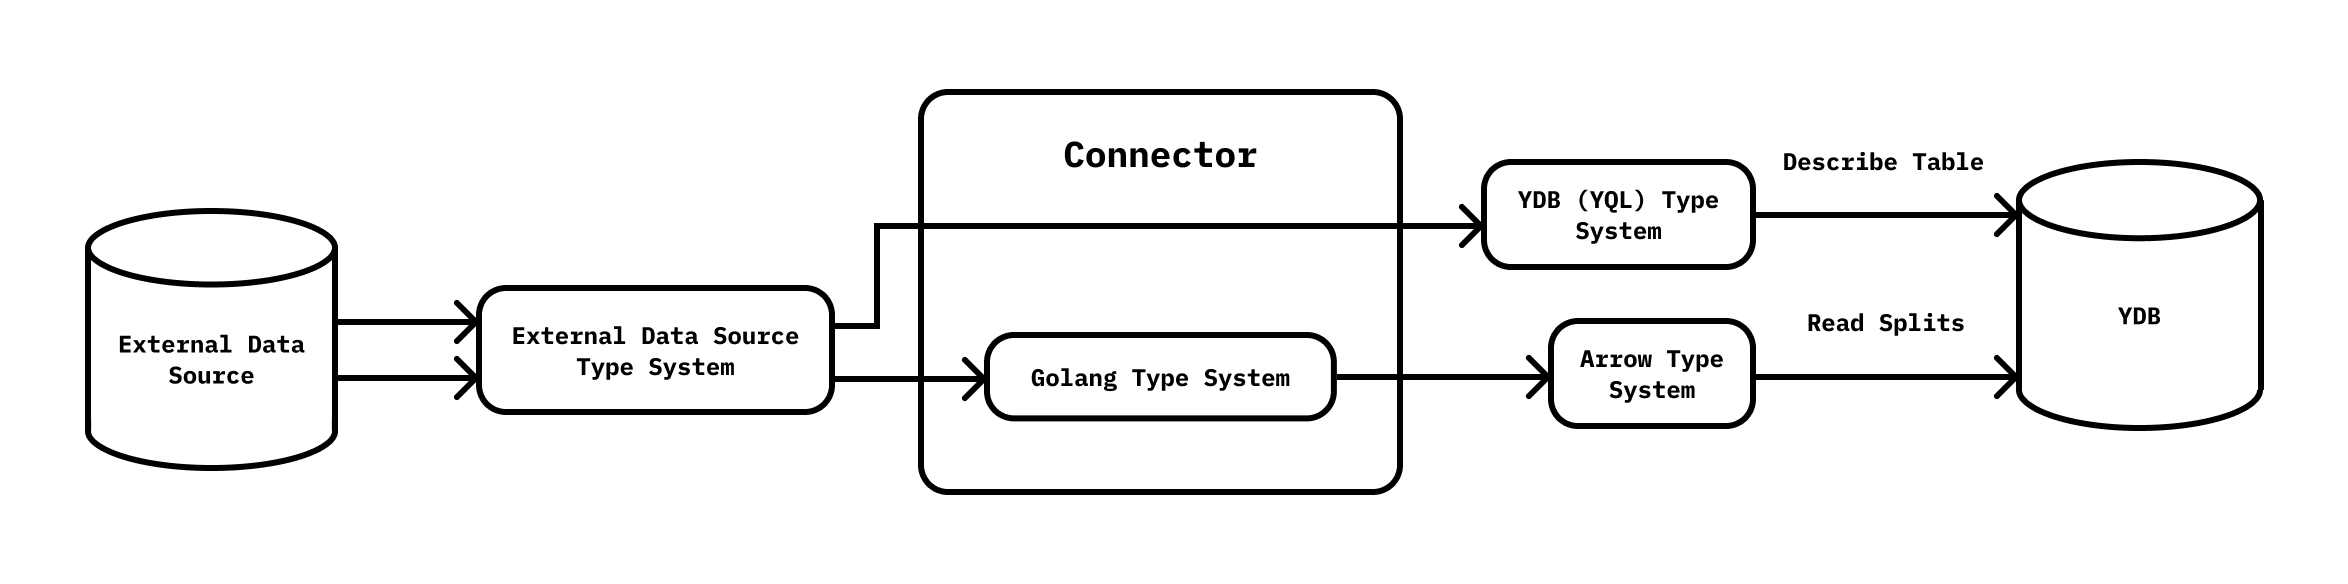 Connector
External Data
Source
External Data Source
Type System
Golang Type System
YDB (YQL) Type
System
Describe Table
Arrow Type
System
Read Splits
YDB